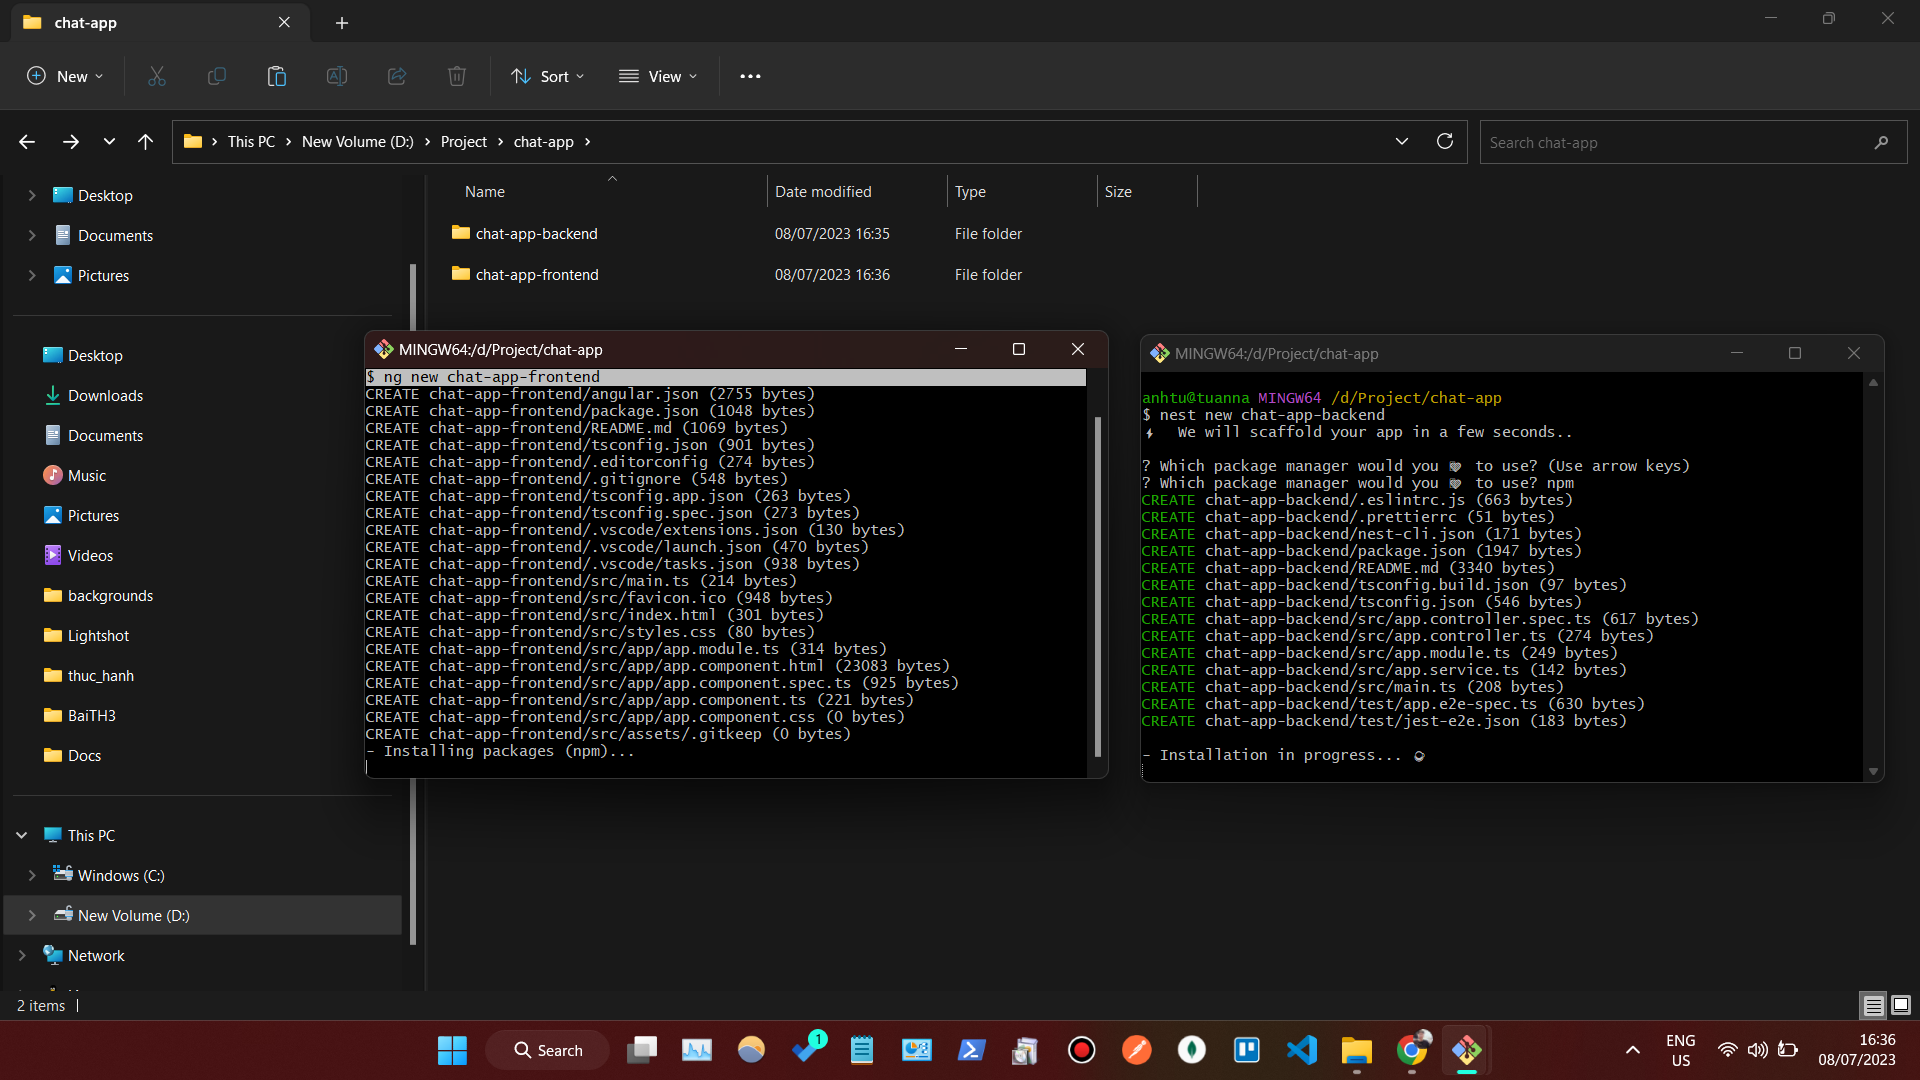 chat-app
New
Sort
View
This PC
New Volume (D:)
Project
chat-app
Search chat-app
Name
Date modified
Type
Size
chat-app-backend
08/07/2023 16:35
File folder
chat-app-frontend
08/07/2023 16:36
File folder
Desktop
Documents
Pictures
Desktop
Downloads
Documents
Music
Pictures
Videos
backgrounds
Lightshot
thuc_hanh
BaiTH3
Docs
This PC
Windows (C:)
New Volume (D:)
Network
2 items
MINGW64:/d/Project/chat-app
$ ng new chat-app-frontend
CREATE chat-app-frontend/angular.json (2755 bytes)
CREATE chat-app-frontend/package.json (1048 bytes)
CREATE chat-app-frontend/README.md (1069 bytes)
CREATE chat-app-frontend/tsconfig.json (901 bytes)
CREATE chat-app-frontend/.editorconfig (274 bytes)
CREATE chat-app-frontend/.gitignore (548 bytes)
CREATE chat-app-frontend/tsconfig.app.json (263 bytes)
CREATE chat-app-frontend/tsconfig.spec.json (273 bytes)
CREATE chat-app-frontend/.vscode/extensions.json (130 bytes)
CREATE chat-app-frontend/.vscode/launch.json (470 bytes)
CREATE chat-app-frontend/.vscode/tasks.json (938 bytes)
CREATE chat-app-frontend/src/main.ts (214 bytes)
CREATE chat-app-frontend/src/favicon.ico (948 bytes)
CREATE chat-app-frontend/src/index.html (301 bytes)
CREATE chat-app-frontend/src/styles.css (80 bytes)
CREATE chat-app-frontend/src/app/app.module.ts (314 bytes)
CREATE chat-app-frontend/src/app/app.component.html (23083 bytes)
CREATE chat-app-frontend/src/app/app.component.spec.ts (925 bytes)
CREATE chat-app-frontend/src/app/app.component.ts (221 bytes)
CREATE chat-app-frontend/src/app/app.component.css (0 bytes)
CREATE chat-app-frontend/src/assets/.gitkeep (0 bytes)
- Installing packages (npm)...
MINGW64:/d/Project/chat-app
anhtu@tuanna MINGW64 /d/Project/chat-app
$ nest new chat-app-backend
⚡ We will scaffold your app in a few seconds..
? Which package manager would you ❤ to use? (Use arrow keys)
? Which package manager would you ❤ to use? npm
CREATE chat-app-backend/.eslintrc.js (663 bytes)
CREATE chat-app-backend/.prettierrc (51 bytes)
CREATE chat-app-backend/nest-cli.json (171 bytes)
CREATE chat-app-backend/package.json (1947 bytes)
CREATE chat-app-backend/README.md (3340 bytes)
CREATE chat-app-backend/tsconfig.build.json (97 bytes)
CREATE chat-app-backend/tsconfig.json (546 bytes)
CREATE chat-app-backend/src/app.controller.spec.ts (617 bytes)
CREATE chat-app-backend/src/app.controller.ts (274 bytes)
CREATE chat-app-backend/src/app.module.ts (249 bytes)
CREATE chat-app-backend/src/app.service.ts (142 bytes)
CREATE chat-app-backend/src/main.ts (208 bytes)
CREATE chat-app-backend/test/app.e2e-spec.ts (630 bytes)
CREATE chat-app-backend/test/jest-e2e.json (183 bytes)
- Installation in progress... ☕
Search
1
ENG
US
16:36
08/07/2023